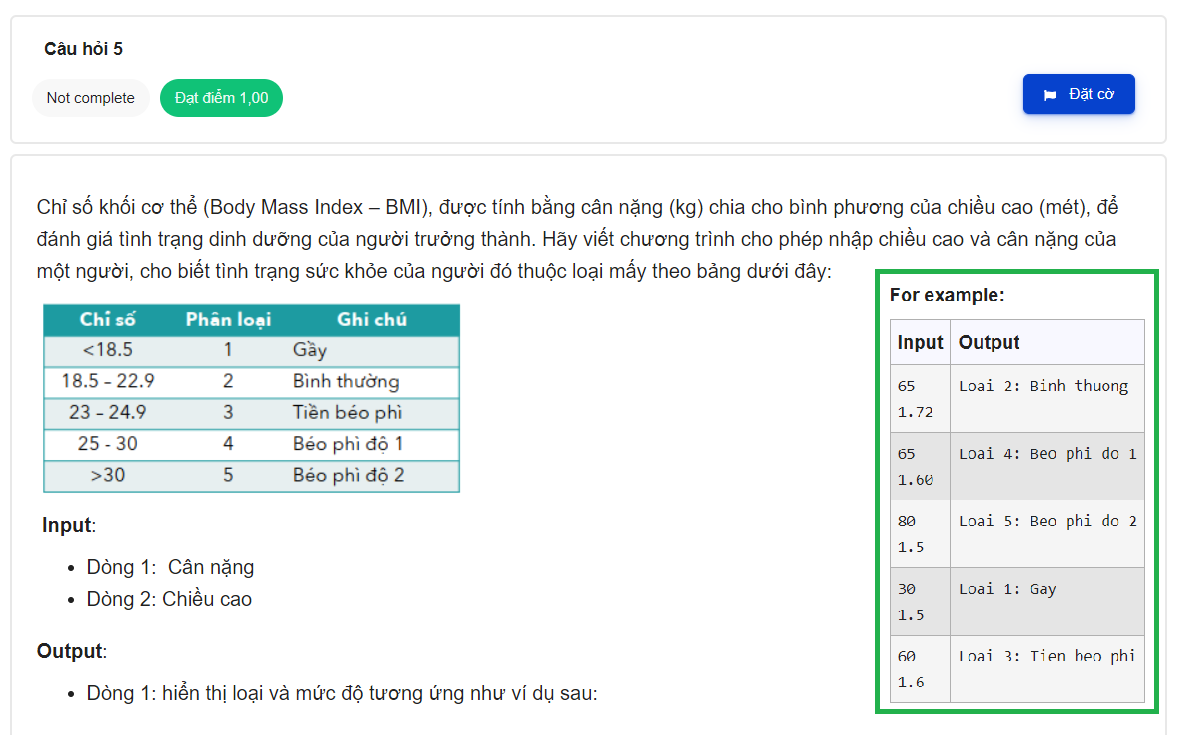 Câu hỏi 5
Not complete
Đạt điểm 1,00
Đặt cờ
Chỉ số khối cơ thể (Body Mass Index – BMI), được tính bằng cân nặng (kg) chia cho bình phương của chiều cao (mét), để
đánh giá tình trạng dinh dưỡng của người trưởng thành. Hãy viết chương trình cho phép nhập chiều cao và cân nặng của
một người, cho biết tình trạng sức khỏe của người đó thuộc loại mấy theo bảng dưới đây:
Chỉ số Phân loại Ghi chú
<18.5 1 Gầy
18.5 - 22.9 2 Bình thường
23 - 24.9 3 Tiền béo phì
25 - 30 4 Béo phì độ 1
>30 5 Béo phì độ 2
Input:
• Dòng 1: Cân nặng
• Dòng 2: Chiều cao
Output:
• Dòng 1: hiển thị loại và mức độ tương ứng như ví dụ sau:
For example:
Input Output
65 Loai 2: Binh thuong
1.72
65 Loai 4: Beo phi do 1
1.60
80 Loai 5: Beo phi do 2
1.5
30 Loai 1: Gay
1.5
60 Loai 3: Tien beo phi
1.6